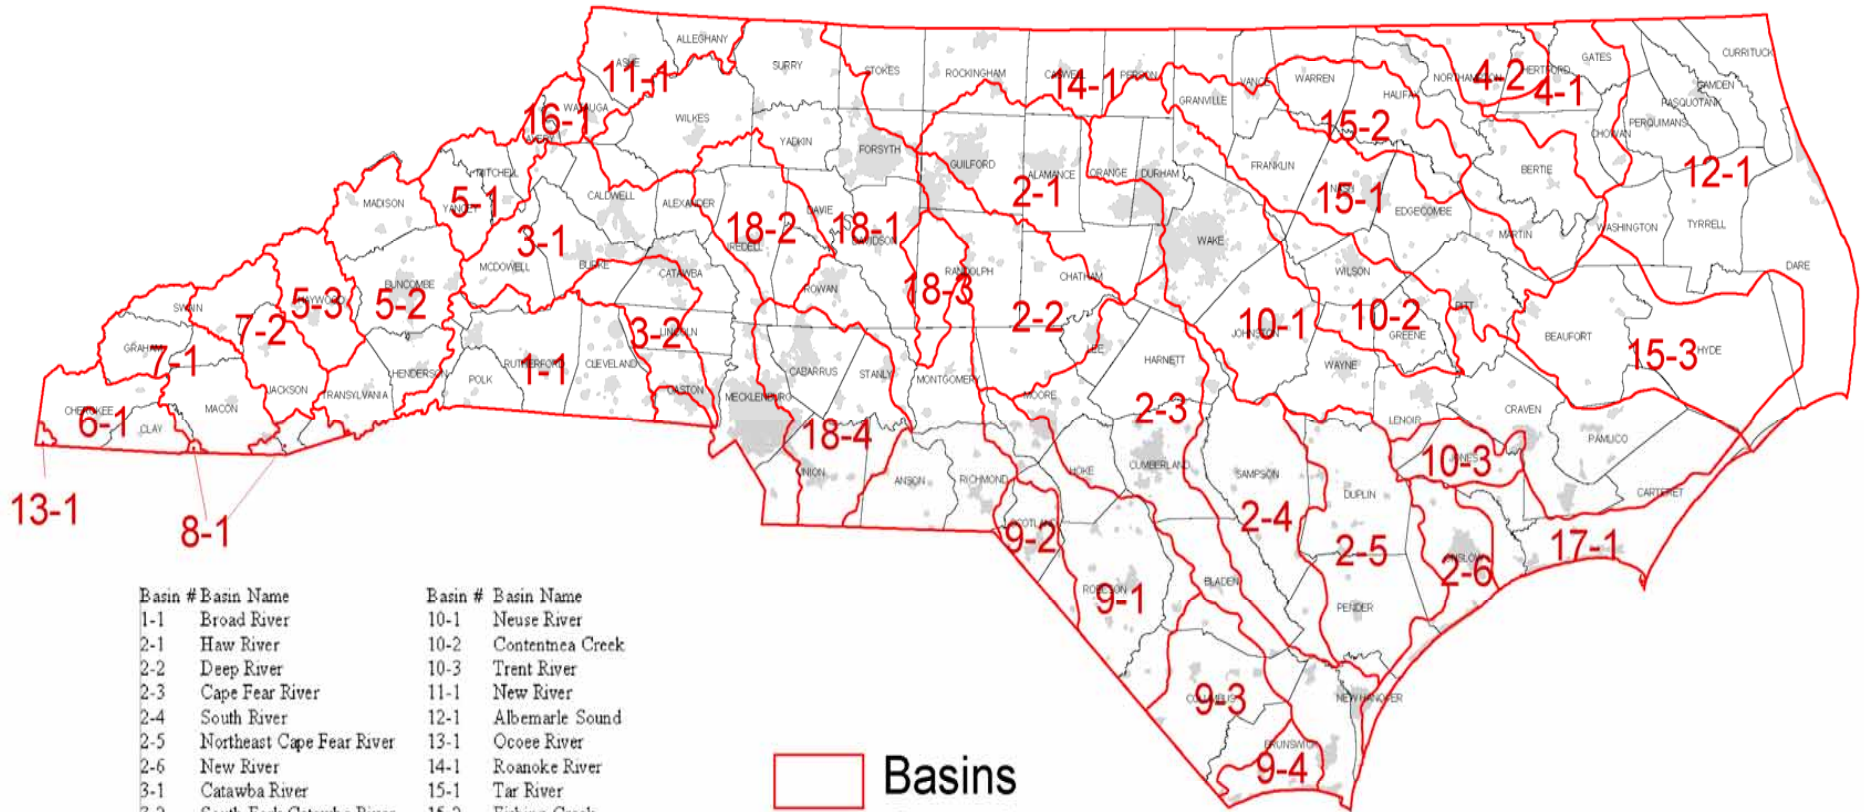 ALLEGHANY
ASHE
11-1
SURRY
STOKES
ROCKINGHAM
CASWELL
14-1
PERSON
GRANVILLE
VANCE
WARREN
NORTHAMPTON
4-2
HERTFORD
4-1
GATES
CURRITUCK
CAMDEN
PASQUOTANK
PERQUIMANS
CHOWAN
HALIFAX
15-2
WATAUGA
16-1
AVERY
WILKES
YADKIN
FORSYTH
GUILFORD
ALAMANCE
2-1
ORANGE
DURHAM
FRANKLIN
NASH
15-1
EDGECOMBE
BERTIE
12-1
MITCHELL
YANCEY
5-1
MADISON
CALDWELL
ALEXANDER
IREDELL
18-2
DAVIE
18-1
DAVIDSON
WAKE
MARTIN
WASHINGTON
TYRRELL
DARE
3-1
MCDOWELL
BURKE
CATAWBA
ROWAN
RANDOLPH
18-3
CHATHAM
WILSON
BUNCOMBE
5-2
HAYWOOD
5-3
SWAIN
7-2
GRAHAM
7-1
2-2
LEE
JOHNSTON
10-1
10-2
GREENE
PITT
BEAUFORT
HYDE
15-3
LINCOLN
3-2
RUTHERFORD
1-1
CLEVELAND
POLK
HENDERSON
TRANSYLVANIA
JACKSON
MACON
CHEROKEE
6-1
CLAY
GASTON
MECKLENBURG
CABARRUS
STANLY
MONTGOMERY
MOORE
HARNETT
2-3
WAYNE
LENOIR
CRAVEN
PAMLICO
18-4
UNION
ANSON
RICHMOND
HOKE
CUMBERLAND
SAMPSON
2-4
DUPLIN
2-5
JONES
10-3
CARTERET
17-1
ONSLOW
2-6
SCOTLAND
9-2
ROBESON
9-1
BLADEN
PENDER
COLUMBUS
9-3
NEW HANOVER
BRUNSWICK
9-4
13-1
8-1
Basin # Basin Name Basin # Basin Name
1-1 Broad River 10-1 Neuse River
2-1 Haw River 10-2 Contentnea Creek
2-2 Deep River 10-3 Trent River
2-3 Cape Fear River 11-1 New River
2-4 South River 12-1 Albemarle Sound
2-5 Northeast Cape Fear River 13-1 Ocoee River
2-6 New River 14-1 Roanoke River
3-1 Catawba River 15-1 Tar River
3-2 South Fork Catawba River 15-2 Fishing Creek
Basins